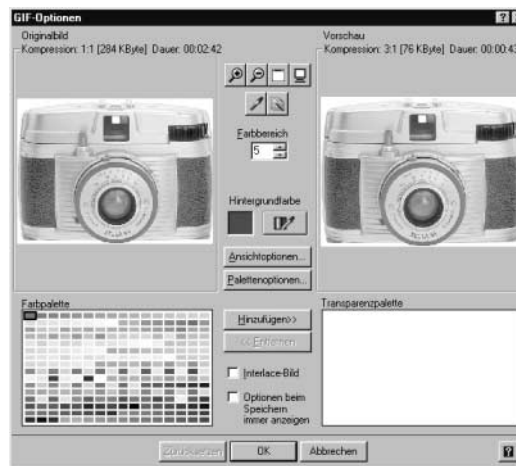 GIF-Optionen
Originalbild
Kompression: 1:1 [284 KByte] Dauer: 00:02:42
Vorschau
Kompression: 3:1 [76 KByte] Dauer: 00:00:43
Farbbereich
5
Hintergrundfarbe
Ansichtoptionen...
Palettenoptionen...
Farbpalette
Hinzufügen>>
<< Entfernen
Interlace-Bild
Optionen beim
Speichern
immer anzeigen
Transparenzpalette
Zurücksetzen
OK
Abbrechen
?